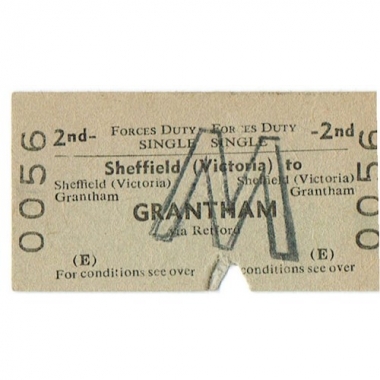 0056
2nd- FORCES DUTY FORCES DUTY -2nd
SINGLE SINGLE
Sheffield (Victoria) to
Sheffield (Victoria) Sheffield (Victoria)
Grantham Grantham
GRANTHAM
via Retford
(E) (E)
For conditions see over conditions see over
0056
M